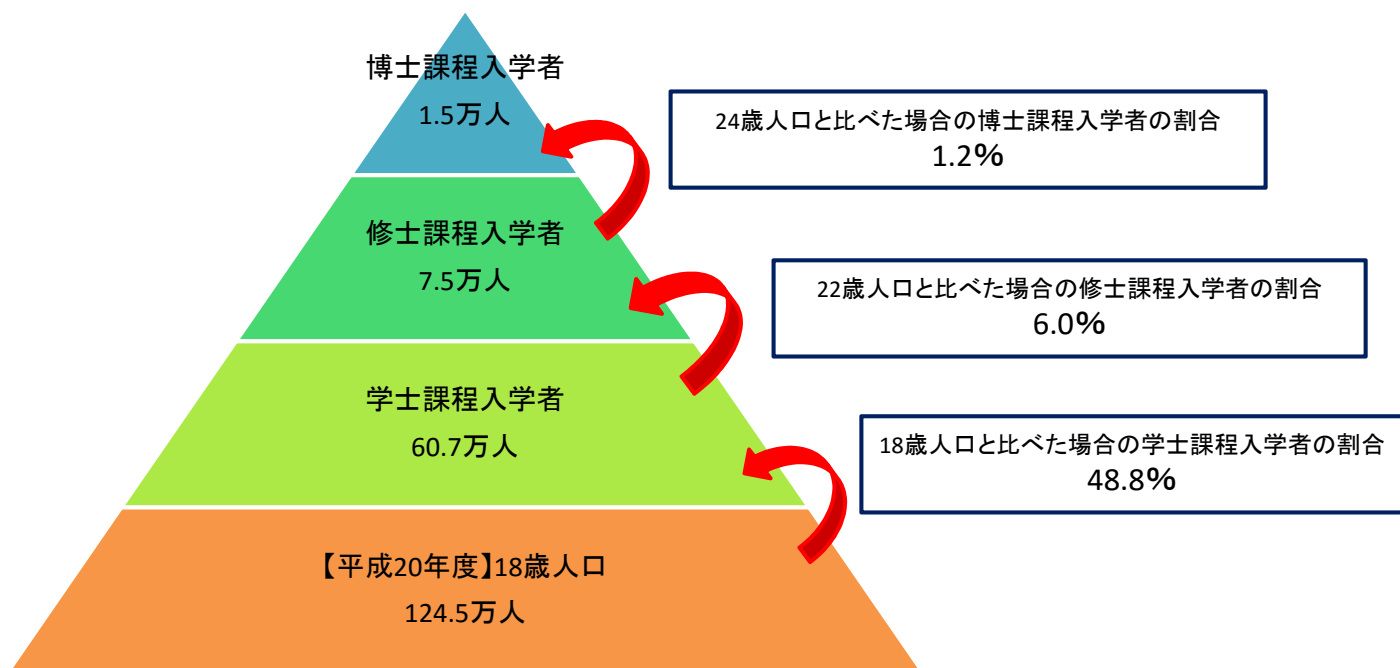 博士課程入学者
1.5万人
24歳人口と比べた場合の博士課程入学者の割合
1.2%
修士課程入学者
7.5万人
22歳人口と比べた場合の修士課程入学者の割合
6.0%
学士課程入学者
60.7万人
18歳人口と比べた場合の学士課程入学者の割合
48.8%
【平成20年度】18歳人口
124.5万人